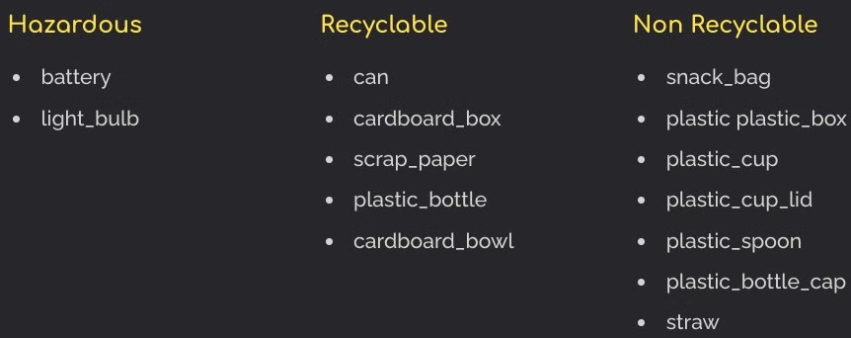 Hazardous
• battery
• light_bulb
Recyclable
• can
• cardboard_box
• scrap_paper
• plastic_bottle
• cardboard_bowl
Non Recyclable
• snack_bag
• plastic plastic_box
• plastic_cup
• plastic_cup_lid
• plastic_spoon
• plastic_bottle_cap
• straw